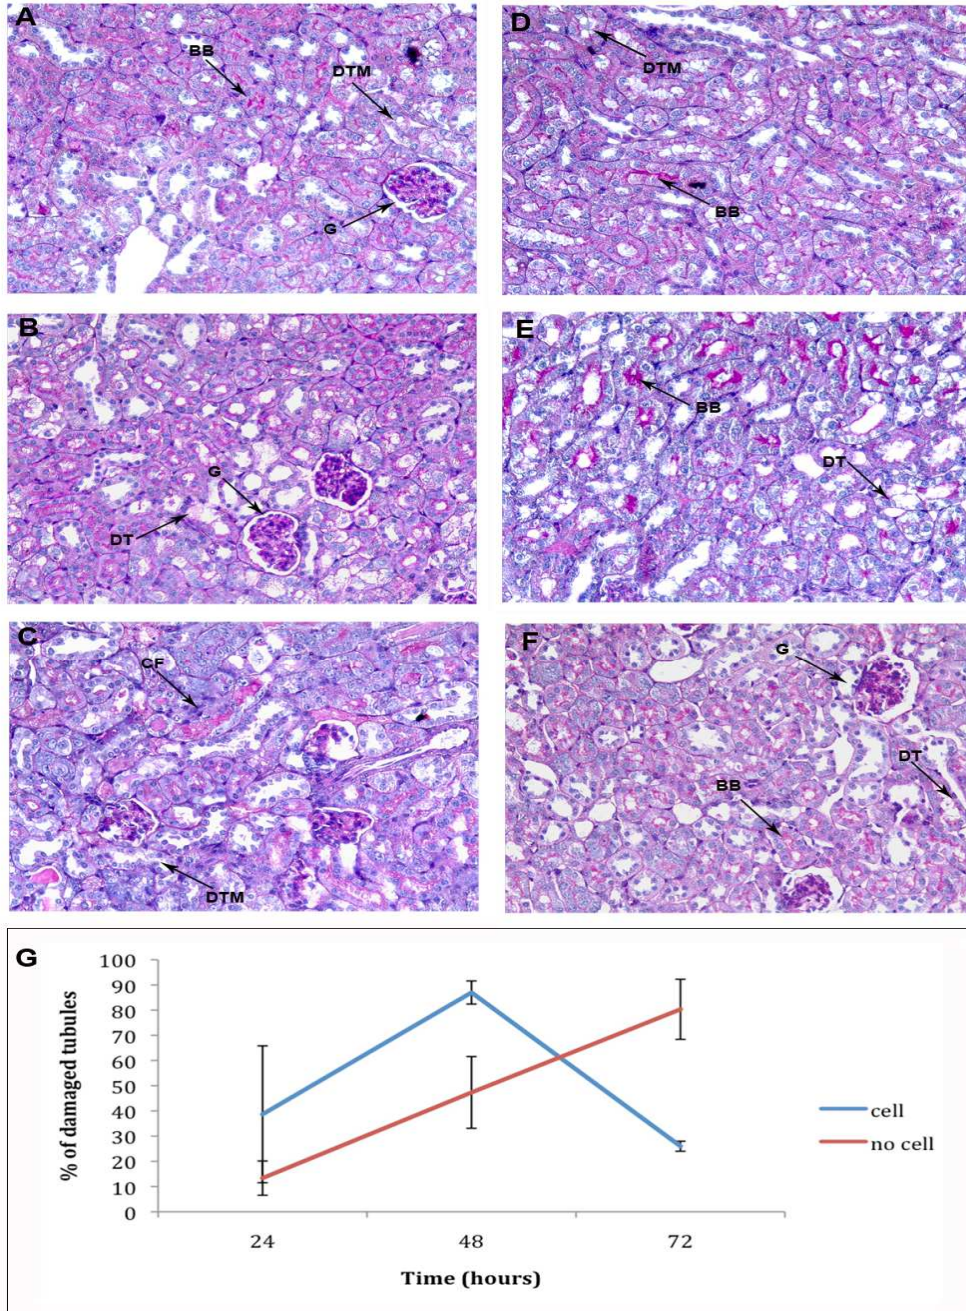 A
BB
DTM
G
D
DTM
BB
B
G
DT
E
BB
DT
C
CF
DTM
F
G
DT
BB
G
100
90
80
70
60
50
40
30
20
10
0
% of damaged tubules
24
48
72
Time (hours)
cell
no cell